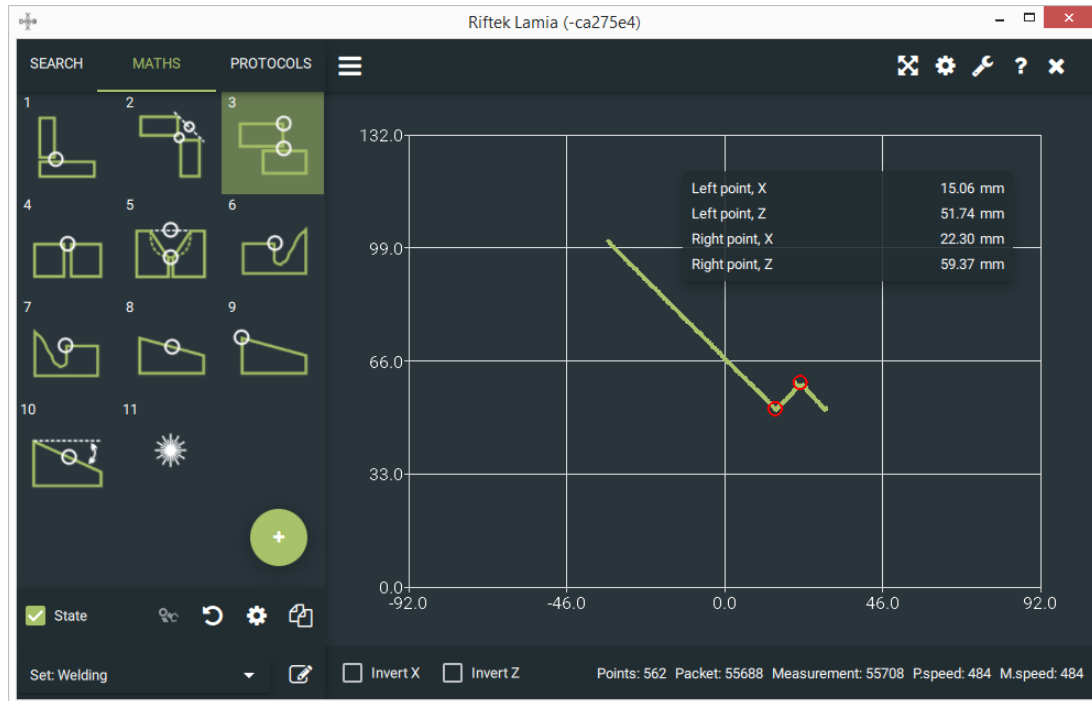 Riftek Lamia (-ca275e4)
SEARCH MATHS PROTOCOLS
1 2 3
4 5 6
7 8 9
10 11
State
Set: Welding
132.0
99.0
66.0
33.0
0.0
-92.0 -46.0 0.0 46.0 92.0
Left point, X 15.06 mm
Left point, Z 51.74 mm
Right point, X 22.30 mm
Right point, Z 59.37 mm
Invert X Invert Z Points: 562 Packet: 55688 Measurement: 55708 P.speed: 484 M.speed: 484